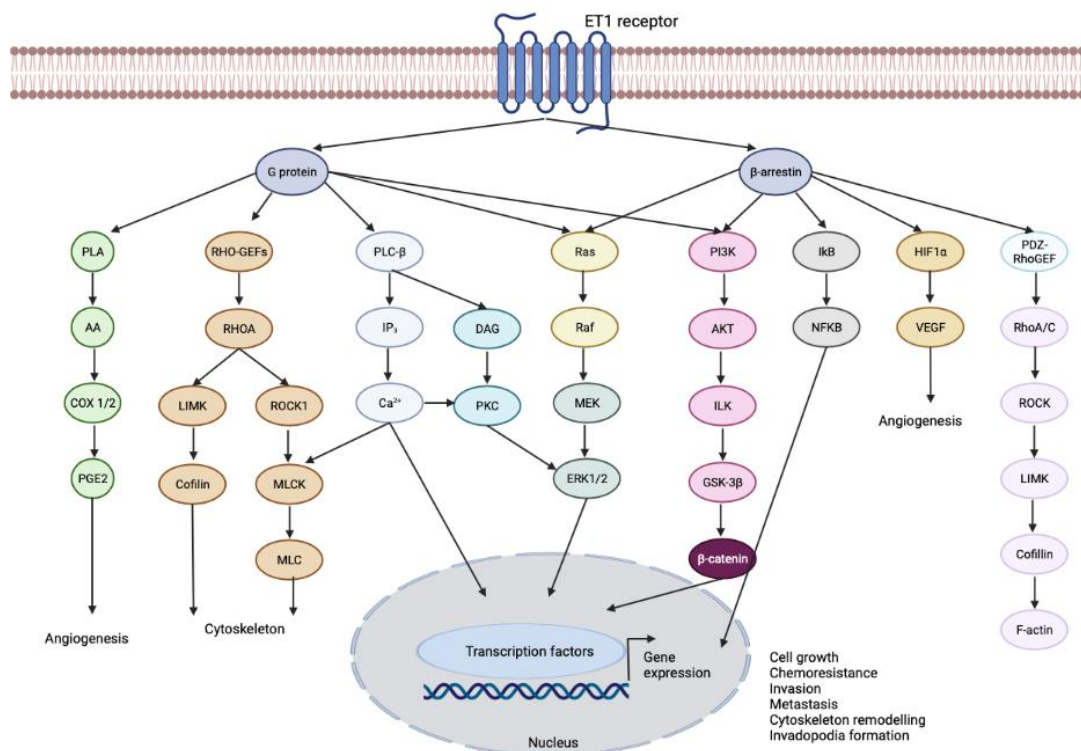 ET1 receptor
G protein
β-arrestin
PLA
RHO-GEFs
PLC-β
Ras
PI3K
IkB
HIF1α
PDZ-
RhoGEF
AA
RHOA
IP₃
DAG
Raf
AKT
NFKB
VEGF
RhoA/C
COX 1/2
LIMK
ROCK1
Ca²⁺
PKC
MEK
ILK
Angiogenesis
ROCK
PGE2
Cofilin
MLCK
ERK1/2
GSK-3β
LIMK
MLC
β-catenin
Cofillin
Angiogenesis
Cytoskeleton
F-actin
Transcription factors
Gene
expression
Nucleus
Cell growth
Chemoresistance
Invasion
Metastasis
Cytoskeleton remodelling
Invadopodia formation